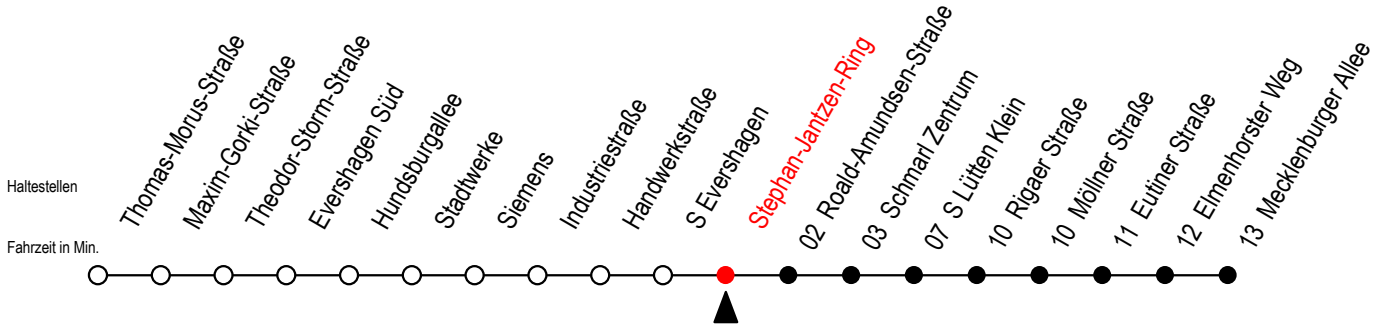 Haltestellen
Fahrzeit in Min.
Thomas-Morus-Straße
Maxim-Gorki-Straße
Theodor-Storm-Straße
Evershagen Süd
Hundsburgallee
Stadtwerke
Siemens
Industriestraße
Handwerkstraße
S Evershagen
Stephan-Jantzen-Ring
02 Roald-Amundsen-Straße
03 Schmarl Zentrum
07 S Lütten Klein
10 Rigaer Straße
10 Möllner Straße
11 Eutiner Straße
12 Elmenhorster Weg
13 Mecklenburger Allee